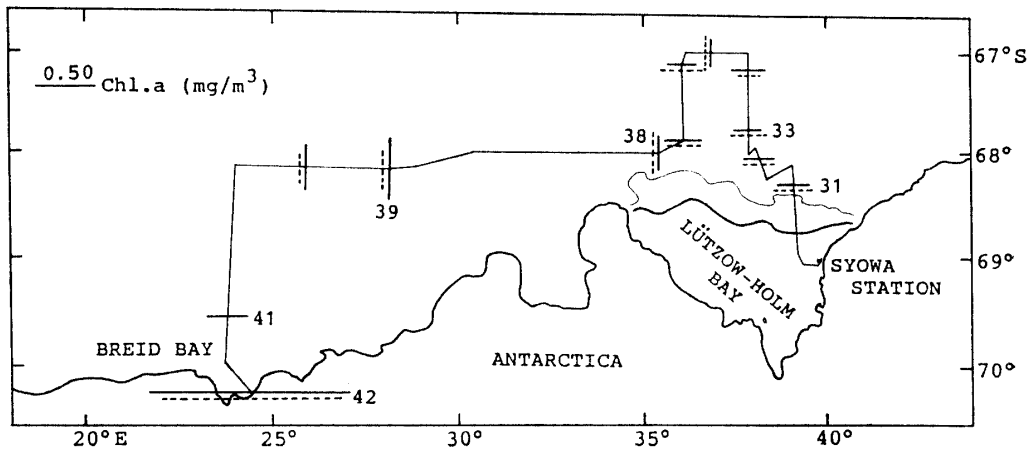 67°S
0.50 Chl.a (mg/m³)
38
33
68°
31
39
LÜTZOW-HOLM
BAY
69°
SYOWA
STATION
41
BREID BAY
ANTARCTICA
70°
42
20°E
25°
30°
35°
40°